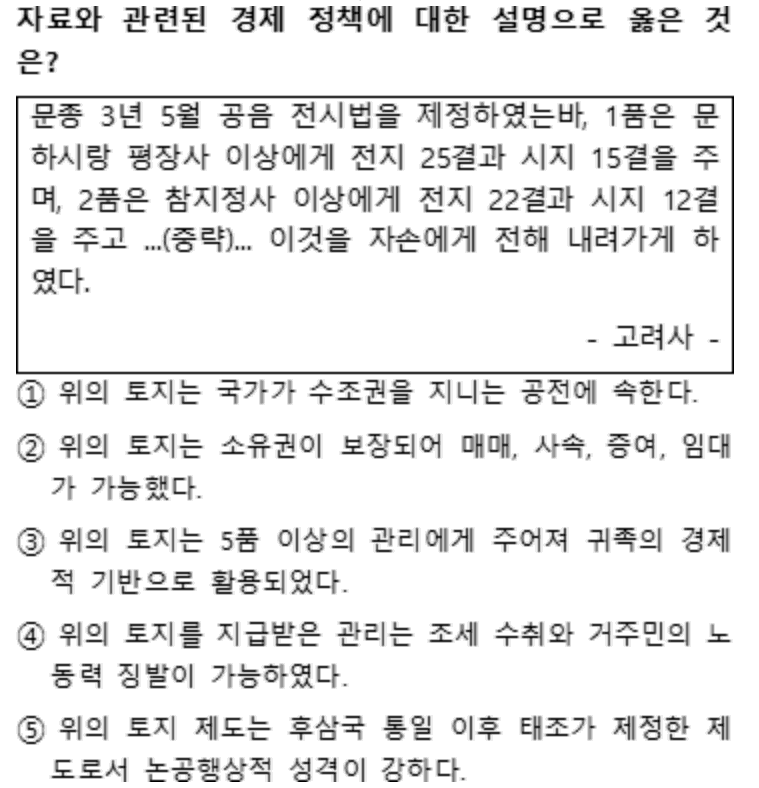 자료와 관련된 경제 정책에 대한 설명으로 옳은 것
은?
문종 3년 5월 공음 전시법을 제정하였는바, 1품은 문
하시랑 평장사 이상에게 전지 25결과 시지 15결을 주
며, 2품은 참지정사 이상에게 전지 22결과 시지 12결
을 주고 ...(중략)... 이것을 자손에게 전해 내려가게 하
였다.
- 고려사 -
① 위의 토지는 국가가 수조권을 지니는 공전에 속한다.
② 위의 토지는 소유권이 보장되어 매매, 사속, 증여, 임대
가 가능했다.
③ 위의 토지는 5품 이상의 관리에게 주어져 귀족의 경제
적 기반으로 활용되었다.
④ 위의 토지를 지급받은 관리는 조세 수취와 거주민의 노
동력 징발이 가능하였다.
⑤ 위의 토지 제도는 후삼국 통일 이후 태조가 제정한 제
도로서 논공행상적 성격이 강하다.